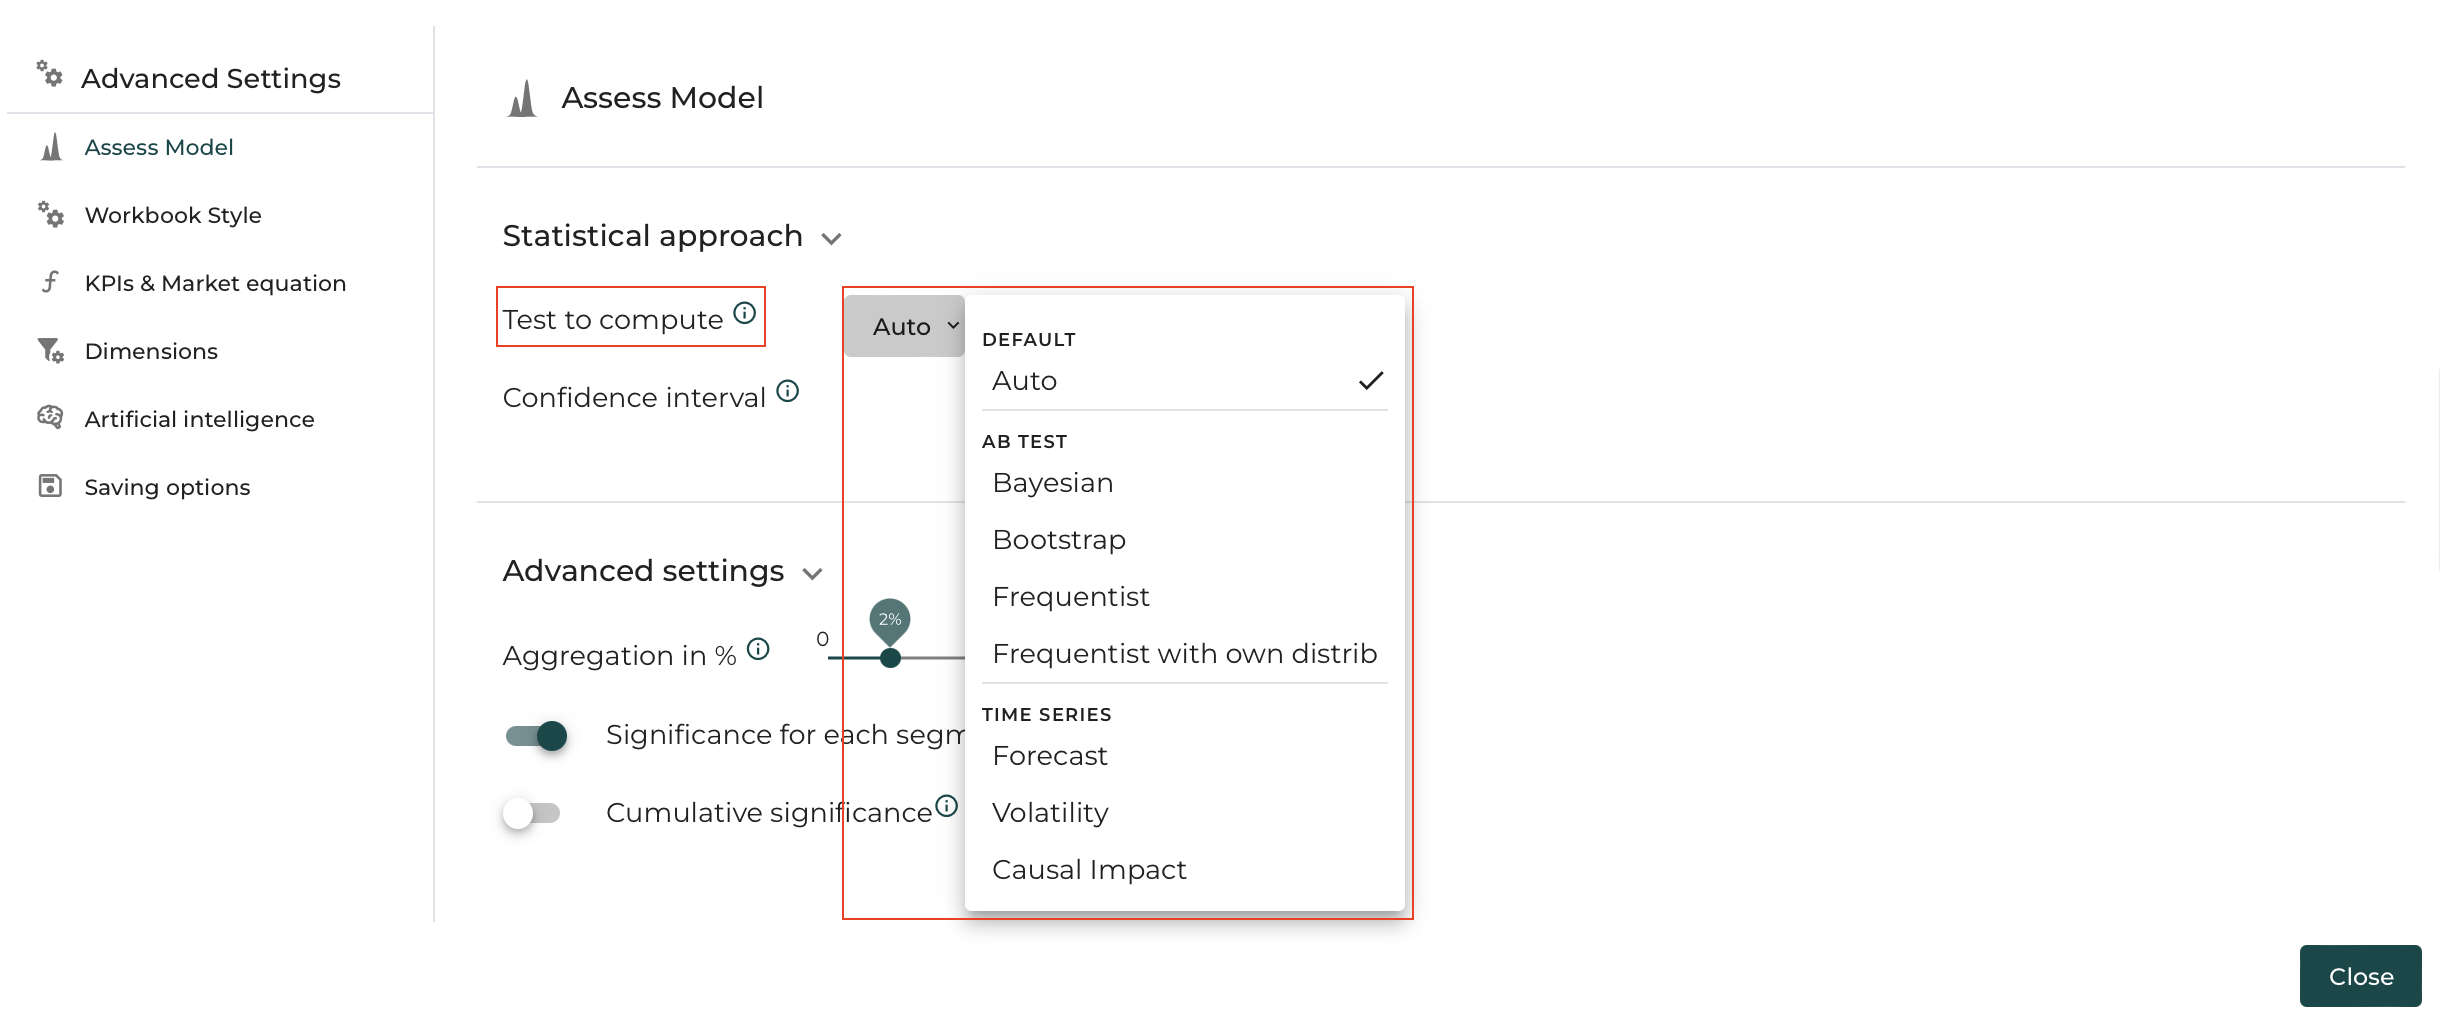 Advanced Settings
Assess Model
Workbook Style
KPIs & Market equation
Dimensions
Artificial intelligence
Saving options
Assess Model
Statistical approach
Test to compute
Auto
Confidence interval
DEFAULT
Auto
AB TEST
Bayesian
Bootstrap
Frequentist
Frequentist with own distrib
TIME SERIES
Forecast
Volatility
Causal Impact
Advanced settings
Aggregation in %
0
2%
Significance for each segm
Cumulative significance
Close